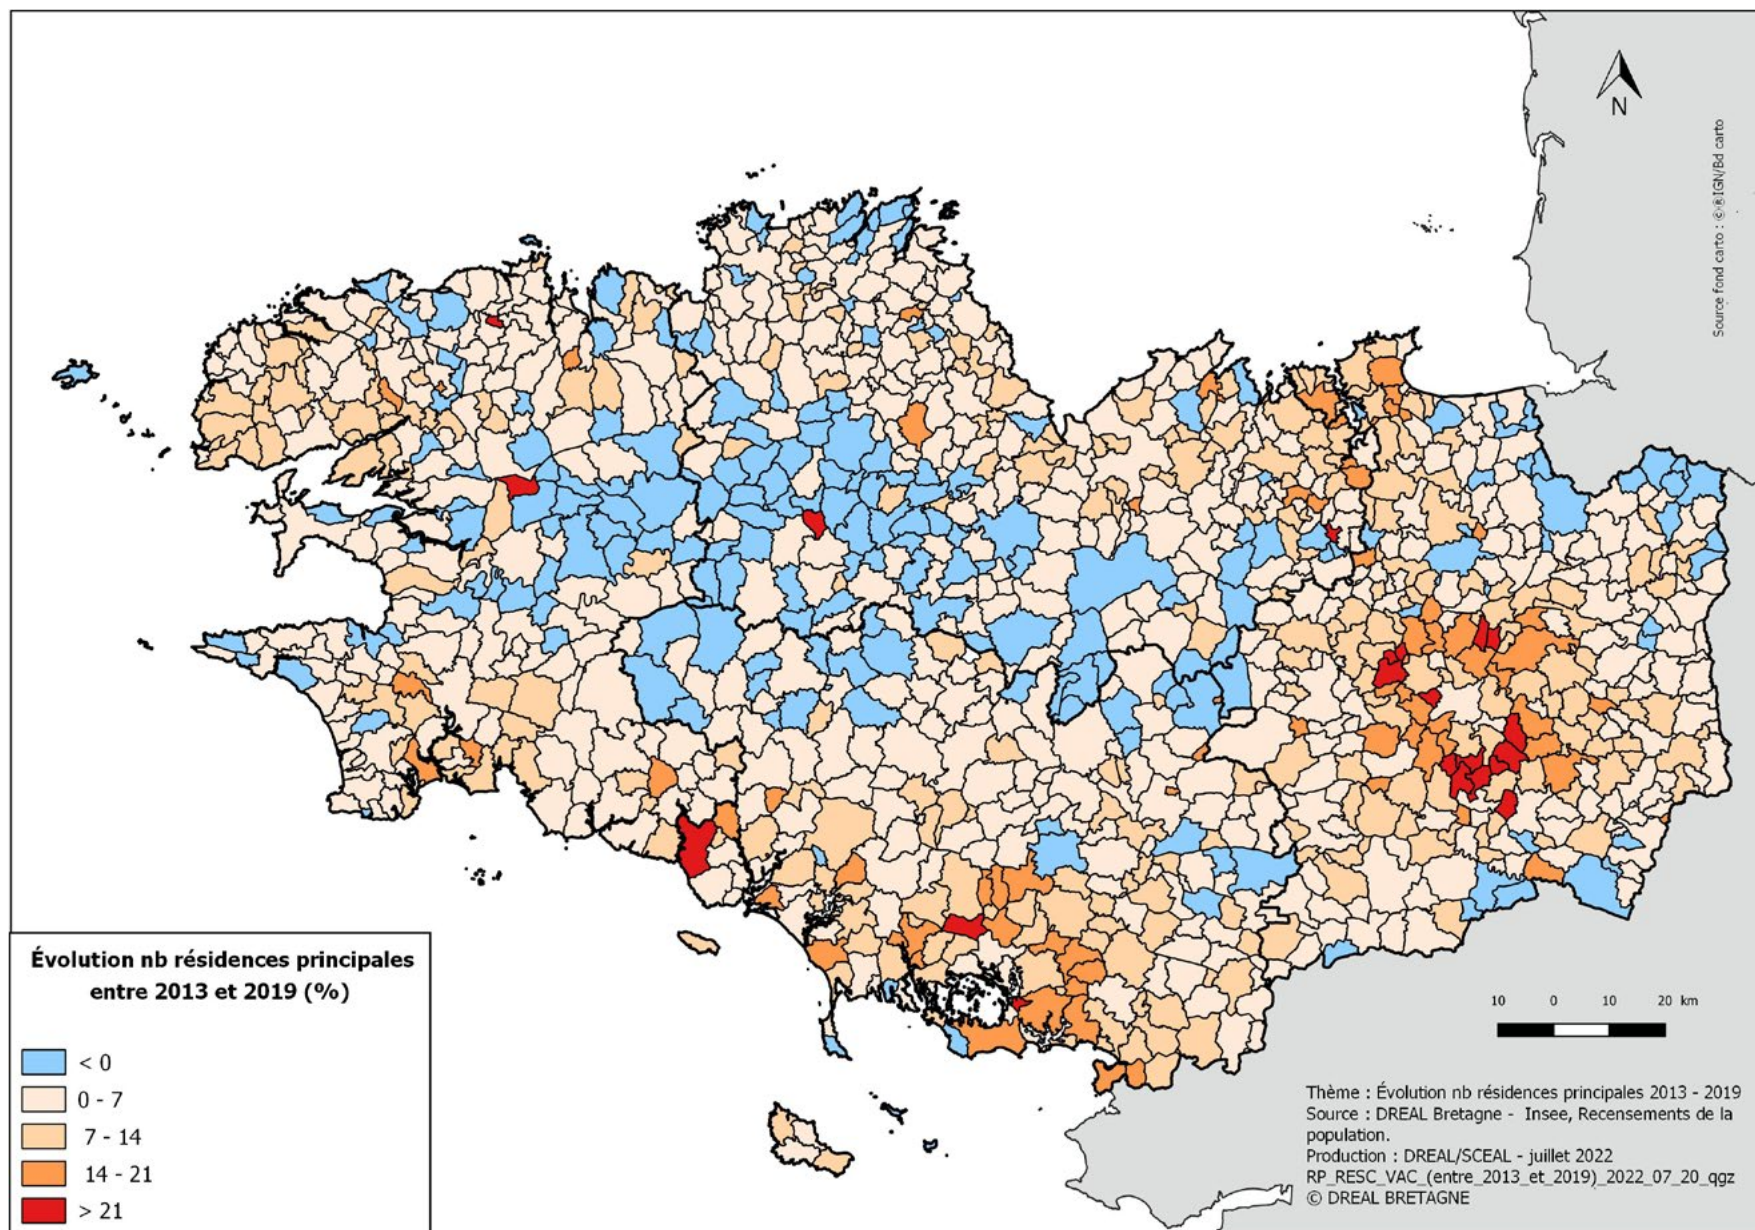 N
Source fond carto : ©®IGN/Bd carto
Évolution nb résidences principales
entre 2013 et 2019 (%)
< 0
0 - 7
7 - 14
14 - 21
> 21
10 0 10 20 km
Thème : Évolution nb résidences principales 2013 - 2019
Source : DREAL Bretagne - Insee, Recensements de la
population.
Production : DREAL/SCEAL - juillet 2022
RP_RESC_VAC_(entre_2013_et_2019)_2022_07_20_qgz
© DREAL BRETAGNE